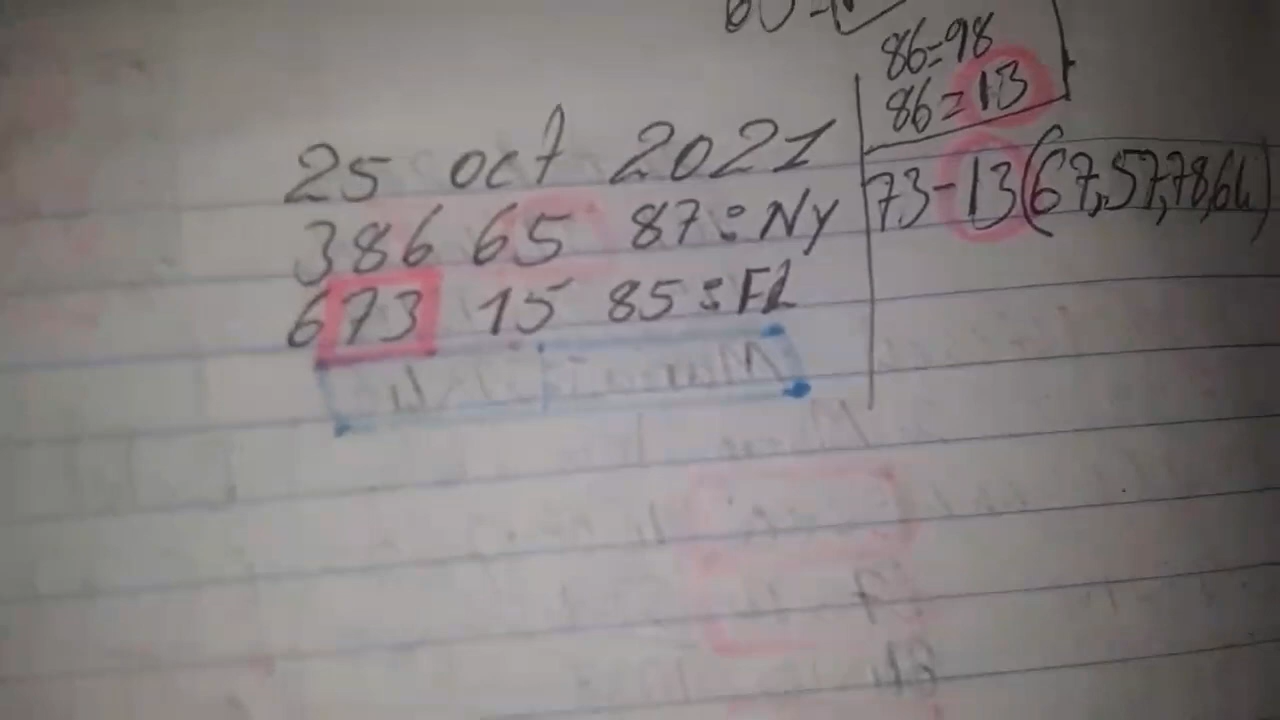 86=98
86=13
25 oct 2021
386 65 87:Ny
673 15 85:FL
73-13(67,57,78,64)